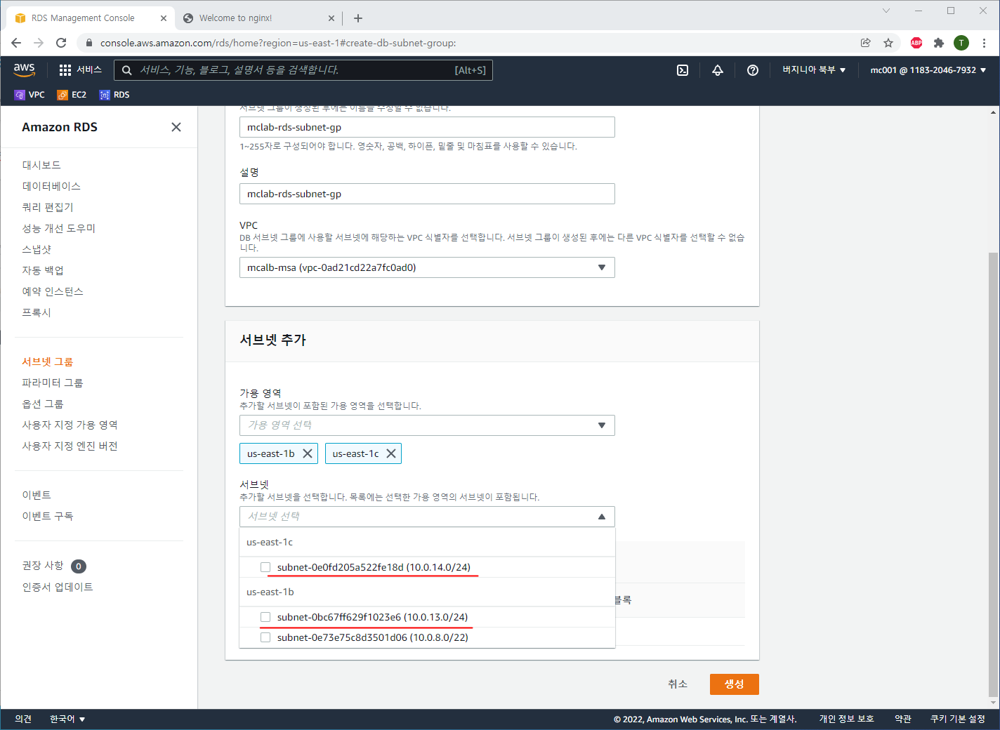 RDS Management Console
Welcome to nginx!
console.aws.amazon.com/rds/home?region=us-east-1#create-db-subnet-group:
ABP
T
aws
서비스
서비스, 기능, 블로그, 설명서 등을 검색합니다.
[Alt+S]
버지니아 북부
mc001 @ 1183-2046-7932
VPC
EC2
RDS
Amazon RDS
대시보드
데이터베이스
쿼리 편집기
성능 개선 도우미
스냅샷
자동 백업
예약 인스턴스
프록시
서브넷 그룹
파라미터 그룹
옵션 그룹
사용자 지정 가용 영역
사용자 지정 엔진 버전
이벤트
이벤트 구독
권장 사항 0
인증서 업데이트
서브넷 그룹이 생성된 후에는 이름을 수정할 수 없습니다.
mclab-rds-subnet-gp
1~255자로 구성되어야 합니다. 영숫자, 공백, 하이픈, 밑줄 및 마침표를 사용할 수 있습니다.
설명
mclab-rds-subnet-gp
VPC
DB 서브넷 그룹에 사용할 서브넷에 해당하는 VPC 식별자를 선택합니다. 서브넷 그룹이 생성된 후에는 다른 VPC 식별자를 선택할 수 없습
니다.
mcalb-msa (vpc-0ad21cd22a7fc0ad0)
서브넷 추가
가용 영역
추가할 서브넷이 포함된 가용 영역을 선택합니다.
가용 영역 선택
us-east-1b
us-east-1c
서브넷
추가할 서브넷을 선택합니다. 목록에는 선택한 가용 영역의 서브넷이 포함됩니다.
서브넷 선택
us-east-1c
subnet-0e0fd205a522fe18d (10.0.14.0/24)
us-east-1b
블록
subnet-0bc67ff629f1023e6 (10.0.13.0/24)
subnet-0e73e75c8d3501d06 (10.0.8.0/22)
취소
생성
의견
한국어
© 2022, Amazon Web Services, Inc. 또는 계열사.
개인 정보 보호
약관
쿠키 기본 설정